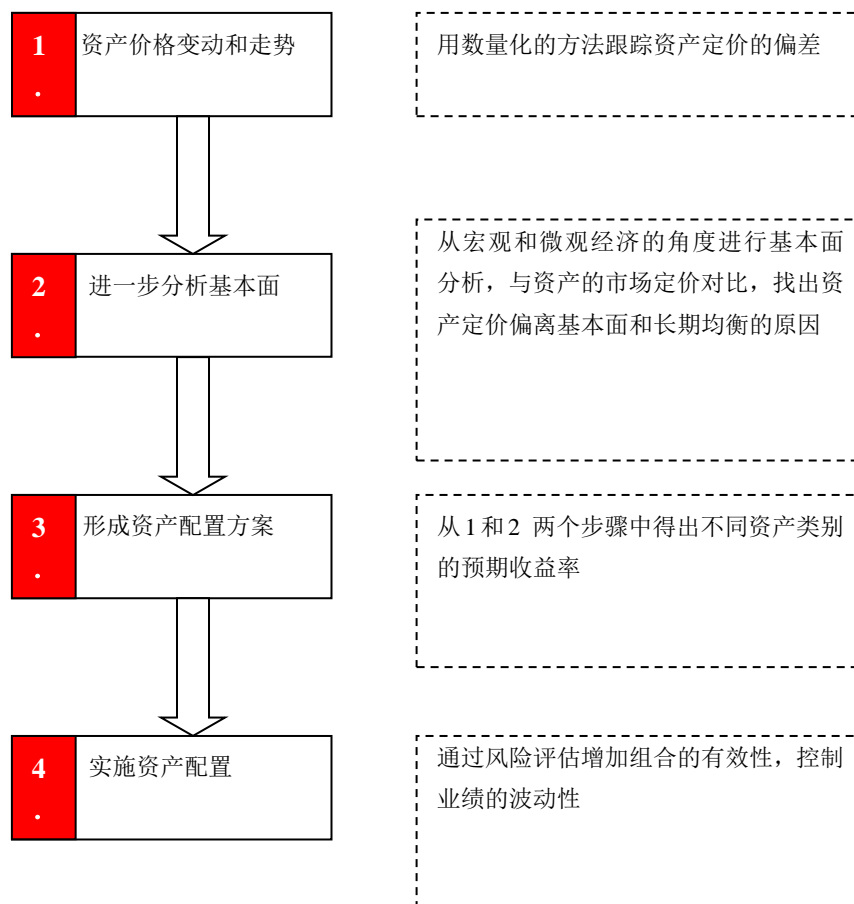 1 资产价格变动和走势
.
用数量化的方法跟踪资产定价的偏差
2 进一步分析基本面
.
从宏观和微观经济的角度进行基本面
分析，与资产的市场定价对比，找出资
产定价偏离基本面和长期均衡的原因
3 形成资产配置方案
.
从1和2 两个步骤中得出不同资产类别
的预期收益率
4 实施资产配置
.
通过风险评估增加组合的有效性，控制
业绩的波动性